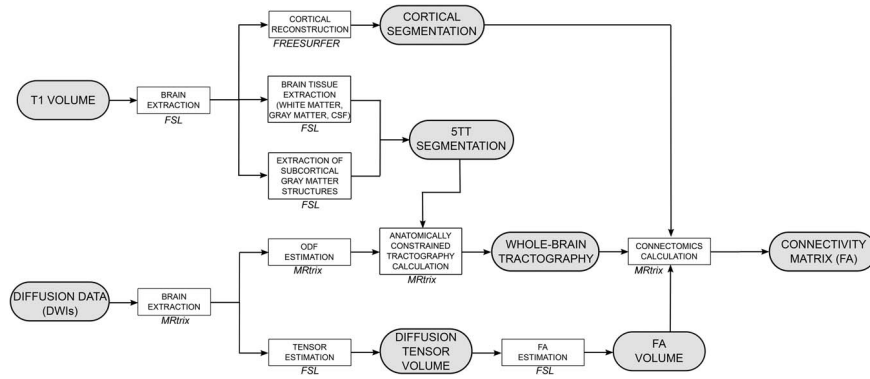 CORTICAL
RECONSTRUCTION
FREESURFER
CORTICAL
SEGMENTATION
T1 VOLUME
BRAIN
EXTRACTION
FSL
BRAIN TISSUE
EXTRACTION
(WHITE MATTER,
GRAY MATTER, CSF)
FSL
EXTRACTION OF
SUBCORTICAL
GRAY MATTER
STRUCTURES
FSL
5TT
SEGMENTATION
DIFFUSION DATA
(DWIs)
BRAIN
EXTRACTION
MRtrix
ODF
ESTIMATION
MRtrix
ANATOMICALLY
CONSTRAINED
TRACTOGRAPHY
CALCULATION
MRtrix
WHOLE-BRAIN
TRACTOGRAPHY
CONNECTOMICS
CALCULATION
MRtrix
CONNECTIVITY
MATRIX (FA)
TENSOR
ESTIMATION
FSL
DIFFUSION
TENSOR
VOLUME
FA
ESTIMATION
FSL
FA
VOLUME